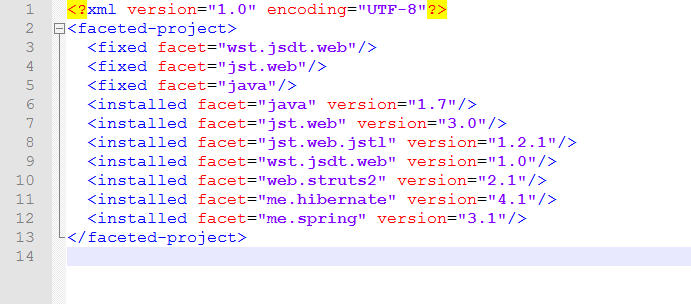 1 <?xml version="1.0" encoding="UTF-8"?>
2 <faceted-project>
3 <fixed facet="wst.jsdt.web"/>
4 <fixed facet="jst.web"/>
5 <fixed facet="java"/>
6 <installed facet="java" version="1.7"/>
7 <installed facet="jst.web" version="3.0"/>
8 <installed facet="jst.web.jstl" version="1.2.1"/>
9 <installed facet="wst.jsdt.web" version="1.0"/>
10 <installed facet="web.struts2" version="2.1"/>
11 <installed facet="me.hibernate" version="4.1"/>
12 <installed facet="me.spring" version="3.1"/>
13 </faceted-project>
14